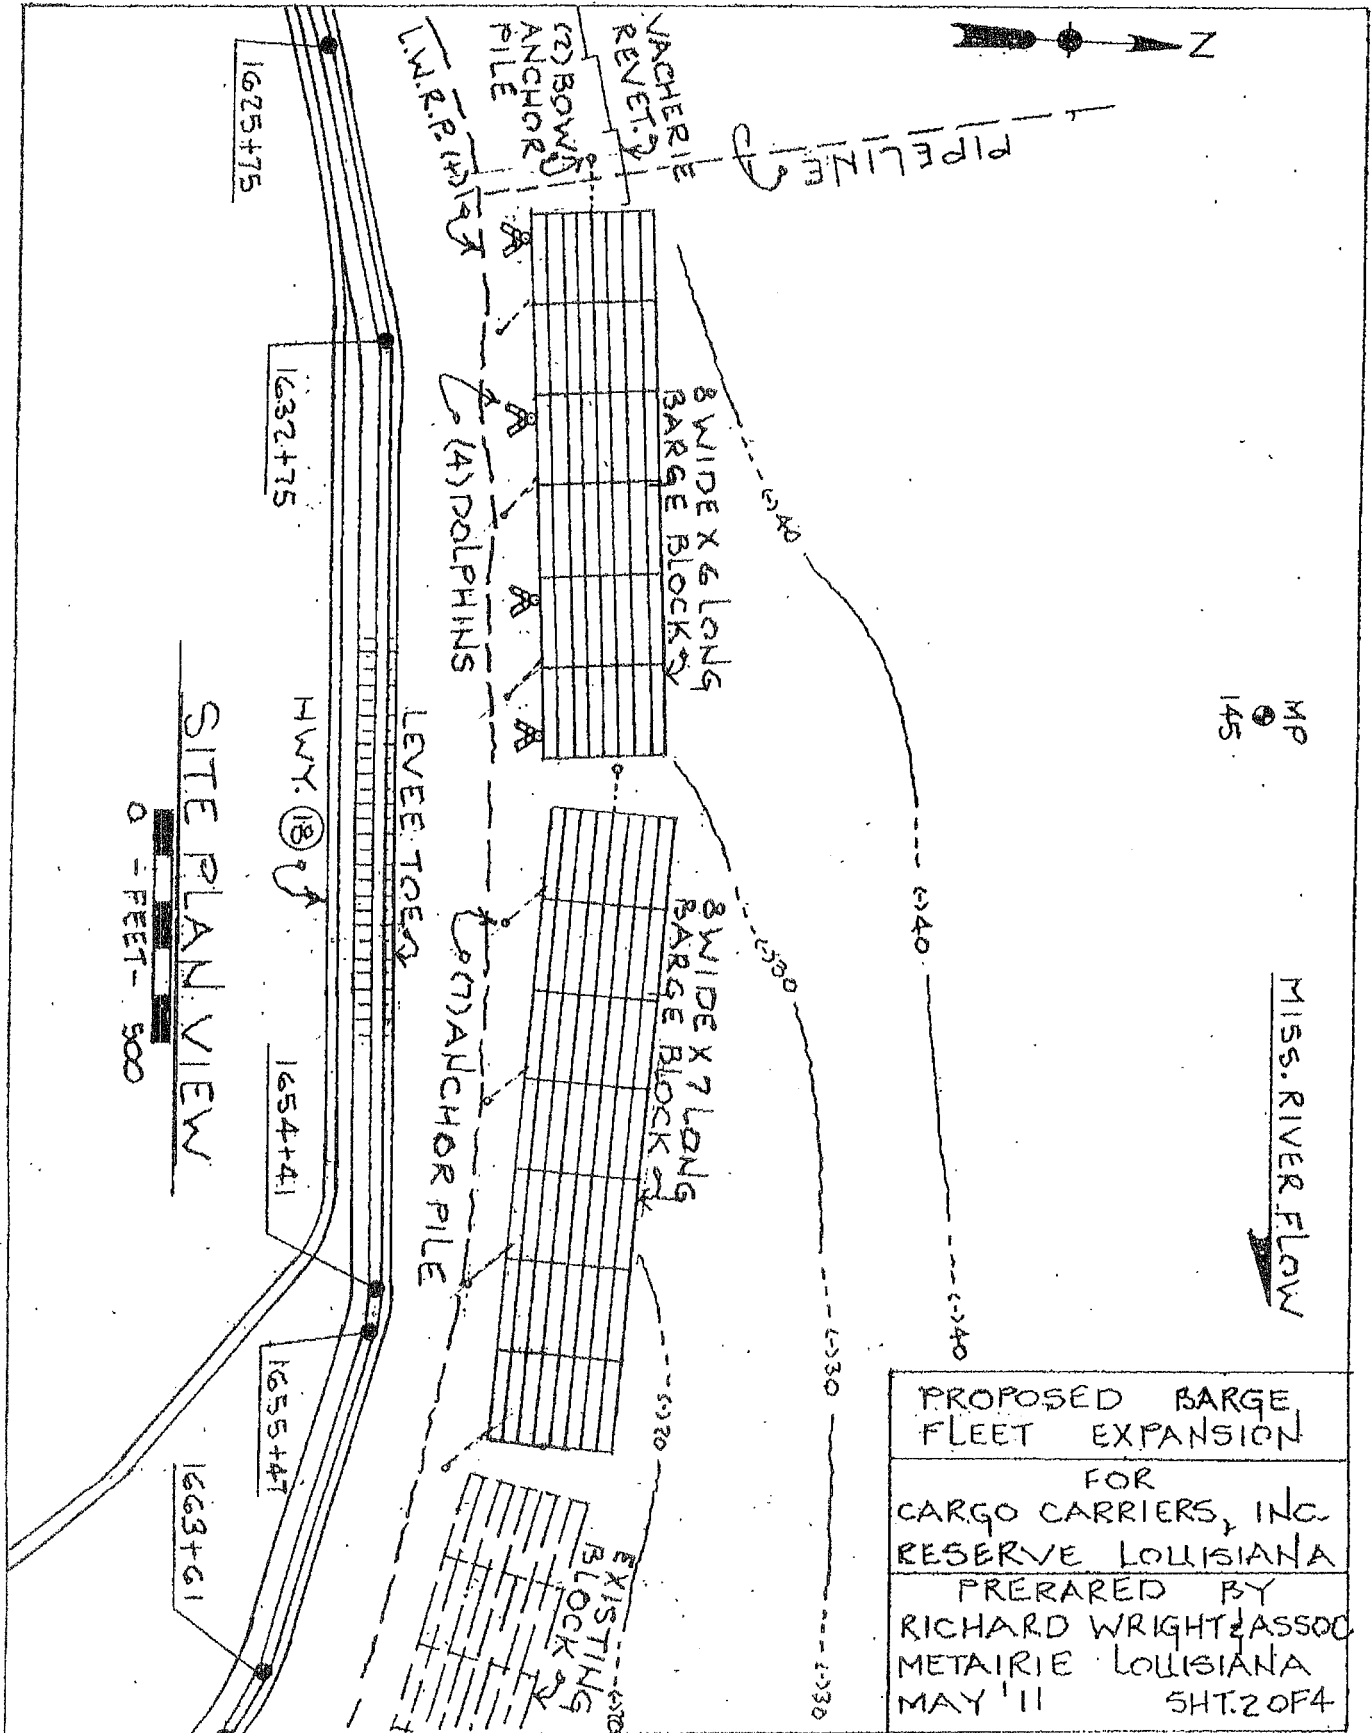 N
PIPELINE
VACHERIE
REVET.
(2) BOW
ANCHOR
PILE
L.W.R.P. (+)
1625+75
1632+75
8 WIDE X 6 LONG
BARGE BLOCK
(-)40
(4) DOLPHINS
MP
145
(-)40
MISS. RIVER FLOW
(-)40
LEVEE TOE
HWY. 18
8 WIDE X 7 LONG
BARGE BLOCK
(-)30
(7) ANCHOR PILE
(-)30
(-)30
(-)20
(-)20
1654+41
1655+47
1663+61
EXISTING
BLOCK
SITE PLAN VIEW
0 - FEET - 500
PROPOSED BARGE
FLEET EXPANSION
FOR
CARGO CARRIERS, INC.
RESERVE LOUISIANA
PRERARED BY
RICHARD WRIGHT & ASSOC
METAIRIE LOUISIANA
MAY '11 SHT. 2 OF 4